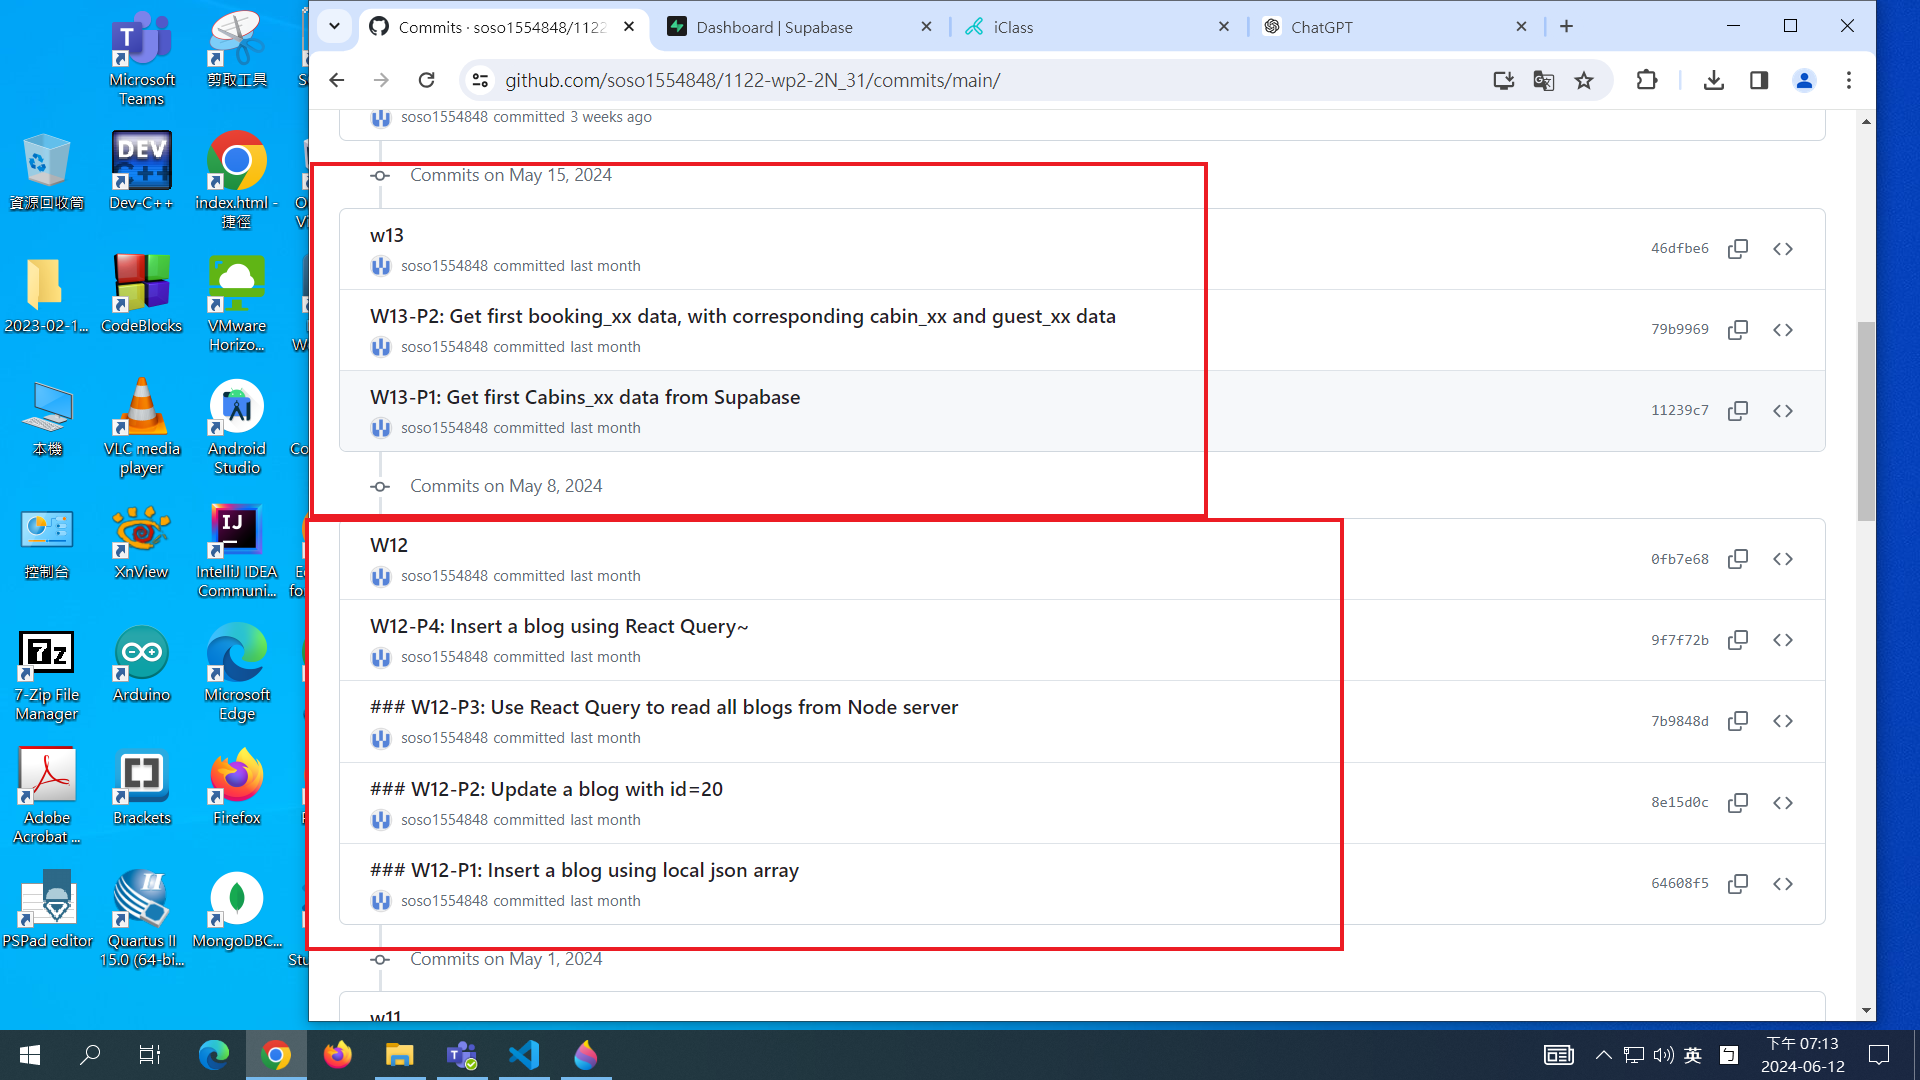 Commits · soso1554848/1122
Dashboard | Supabase
iClass
ChatGPT
github.com/soso1554848/1122-wp2-2N_31/commits/main/
soso1554848 committed 3 weeks ago
Commits on May 15, 2024
w13
soso1554848 committed last month
46dfbe6
W13-P2: Get first booking_xx data, with corresponding cabin_xx and guest_xx data
soso1554848 committed last month
79b9969
W13-P1: Get first Cabins_xx data from Supabase
soso1554848 committed last month
11239c7
Commits on May 8, 2024
W12
soso1554848 committed last month
0fb7e68
W12-P4: Insert a blog using React Query~
soso1554848 committed last month
9f7f72b
### W12-P3: Use React Query to read all blogs from Node server
soso1554848 committed last month
7b9848d
### W12-P2: Update a blog with id=20
soso1554848 committed last month
8e15d0c
### W12-P1: Insert a blog using local json array
soso1554848 committed last month
64608f5
Commits on May 1, 2024
w11
Microsoft
Teams
剪取工具
資源回收筒
DEV
C++
Dev-C++
index.html -
捷徑
2023-02-1...
CodeBlocks
VMware
Horizo...
本機
VLC media
player
Android
Studio
控制台
XnView
IJ
IntelliJ IDEA
Communi...
7z
7-Zip File
Manager
Arduino
Microsoft
Edge
Adobe
Acrobat ...
Brackets
Firefox
PSPad editor
II
Quartus II
15.0 (64-bi...
MongoDBC...
英
ㄅ
下午 07:13
2024-06-12